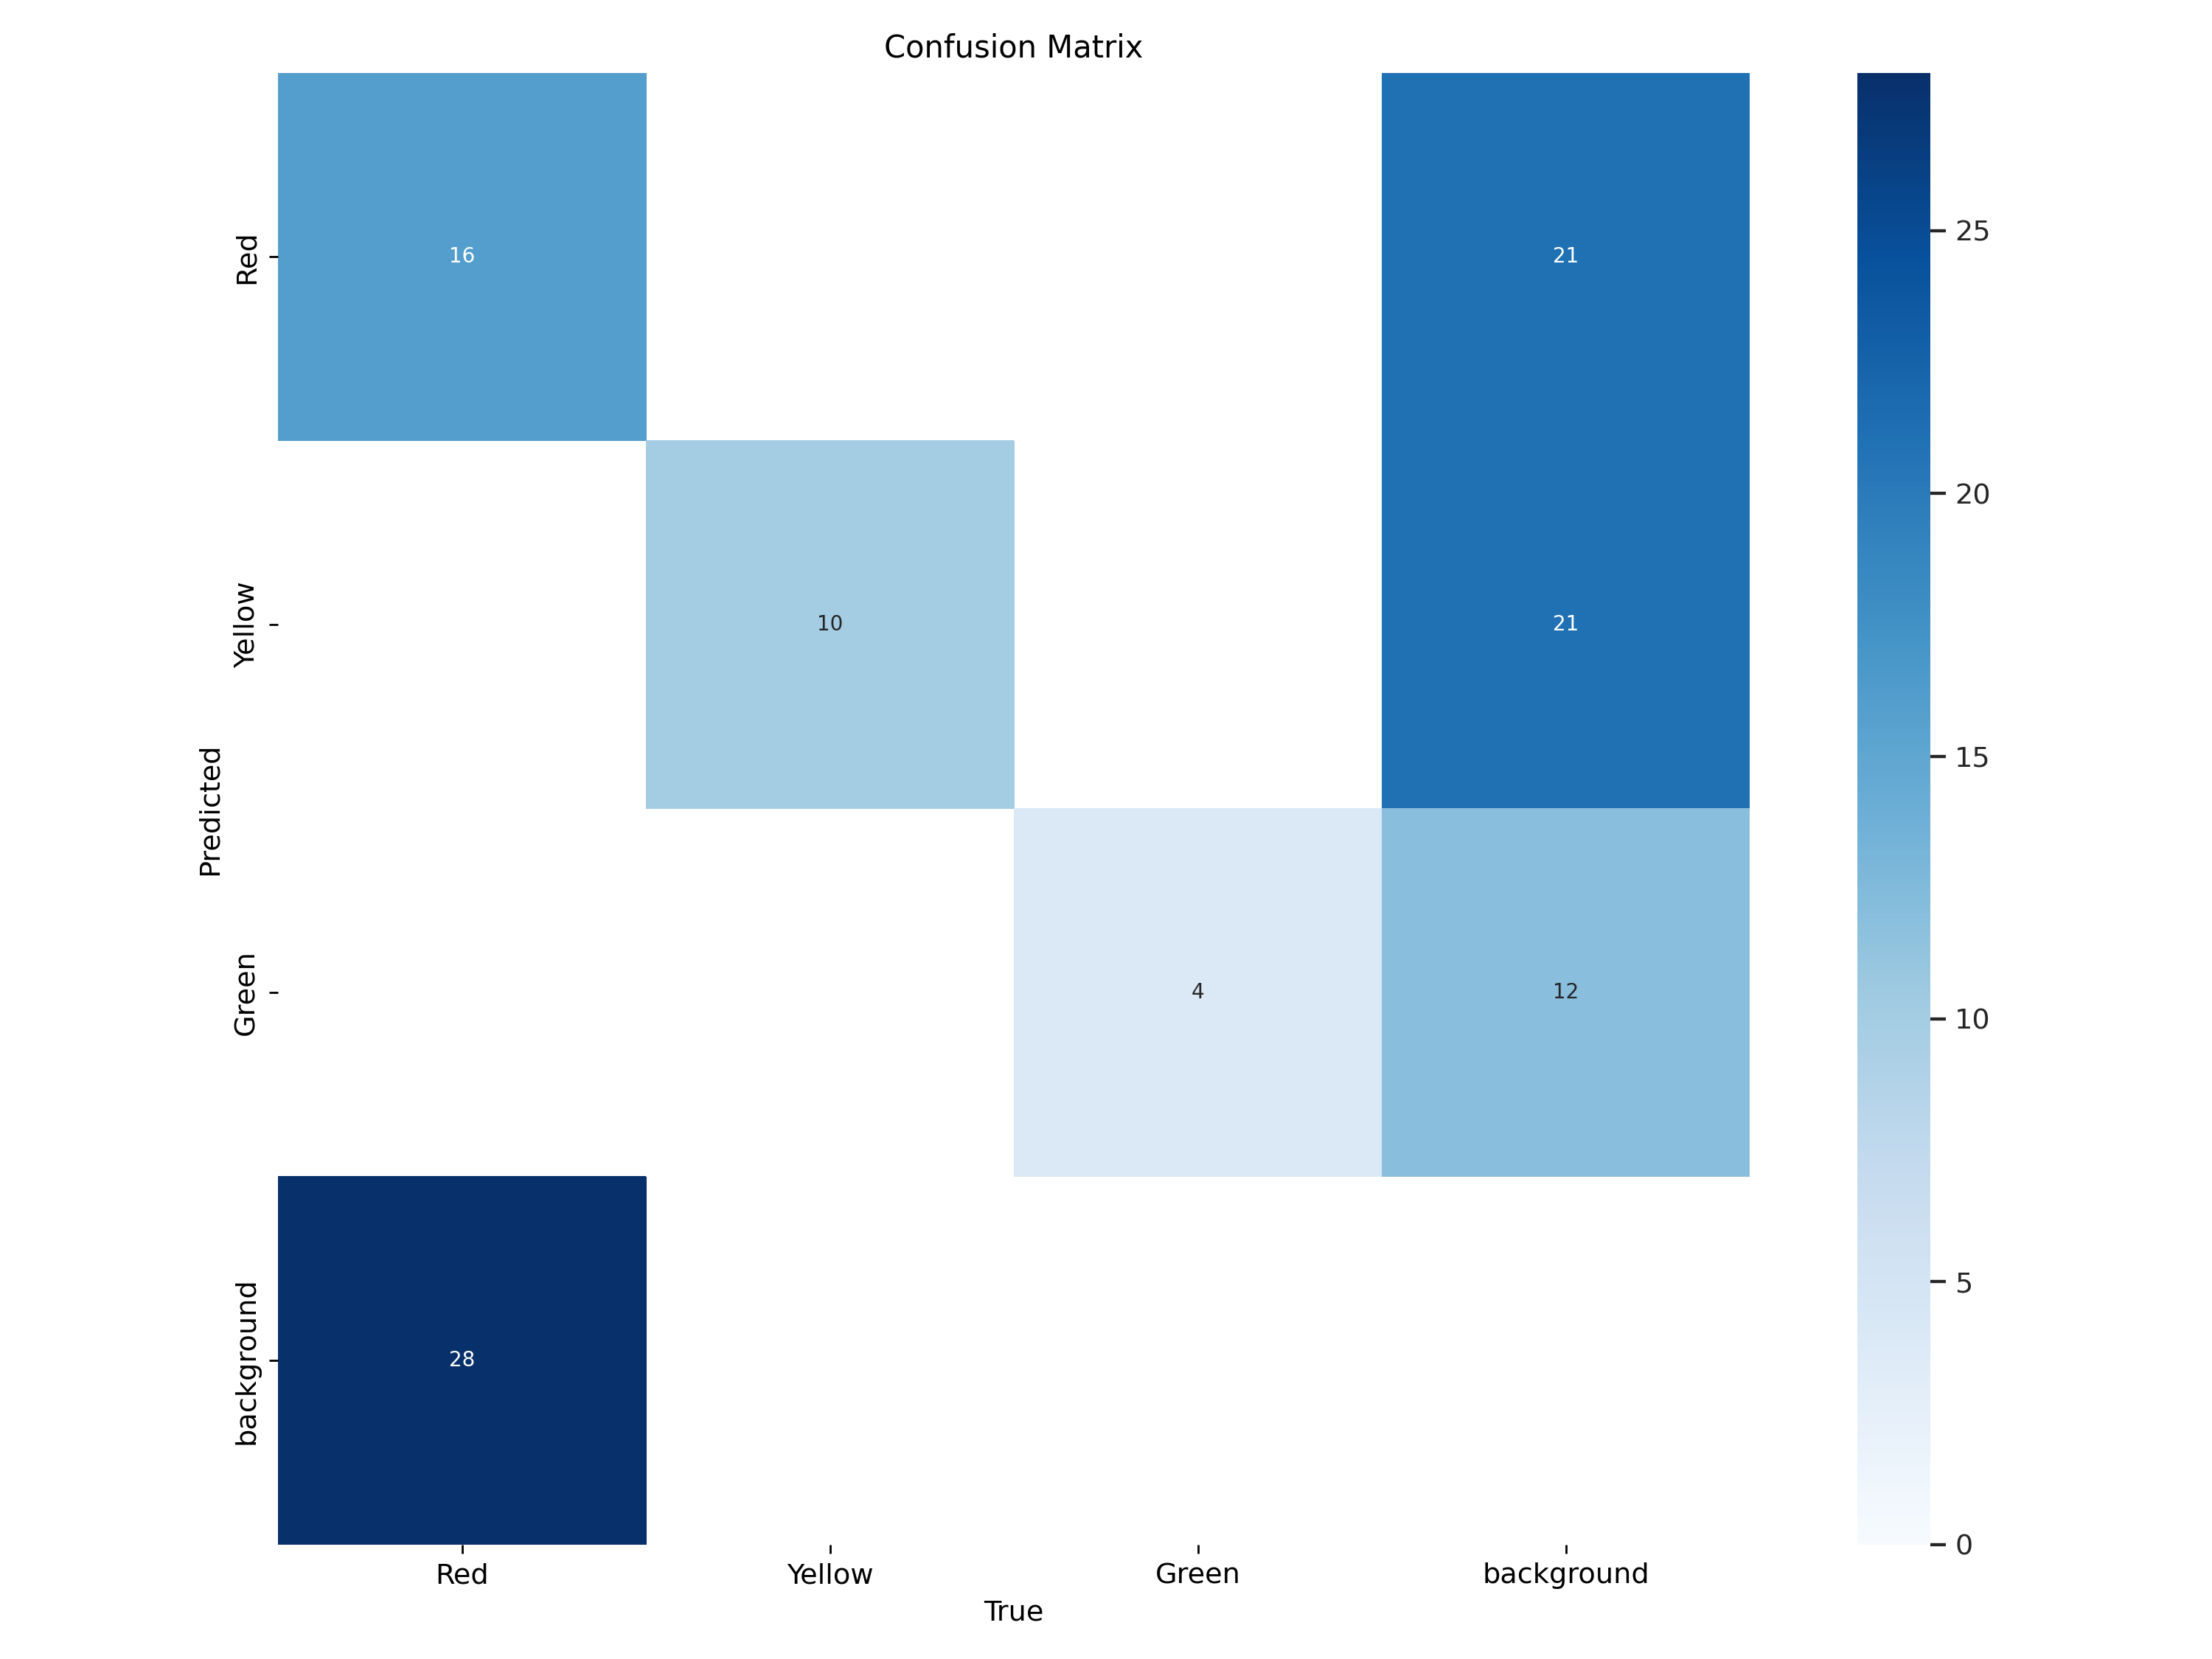 Confusion Matrix
Red
16
21
25
20
Yellow
10
21
Predicted
15
Green
4
12
10
background
28
5
0
Red Yellow Green background
True